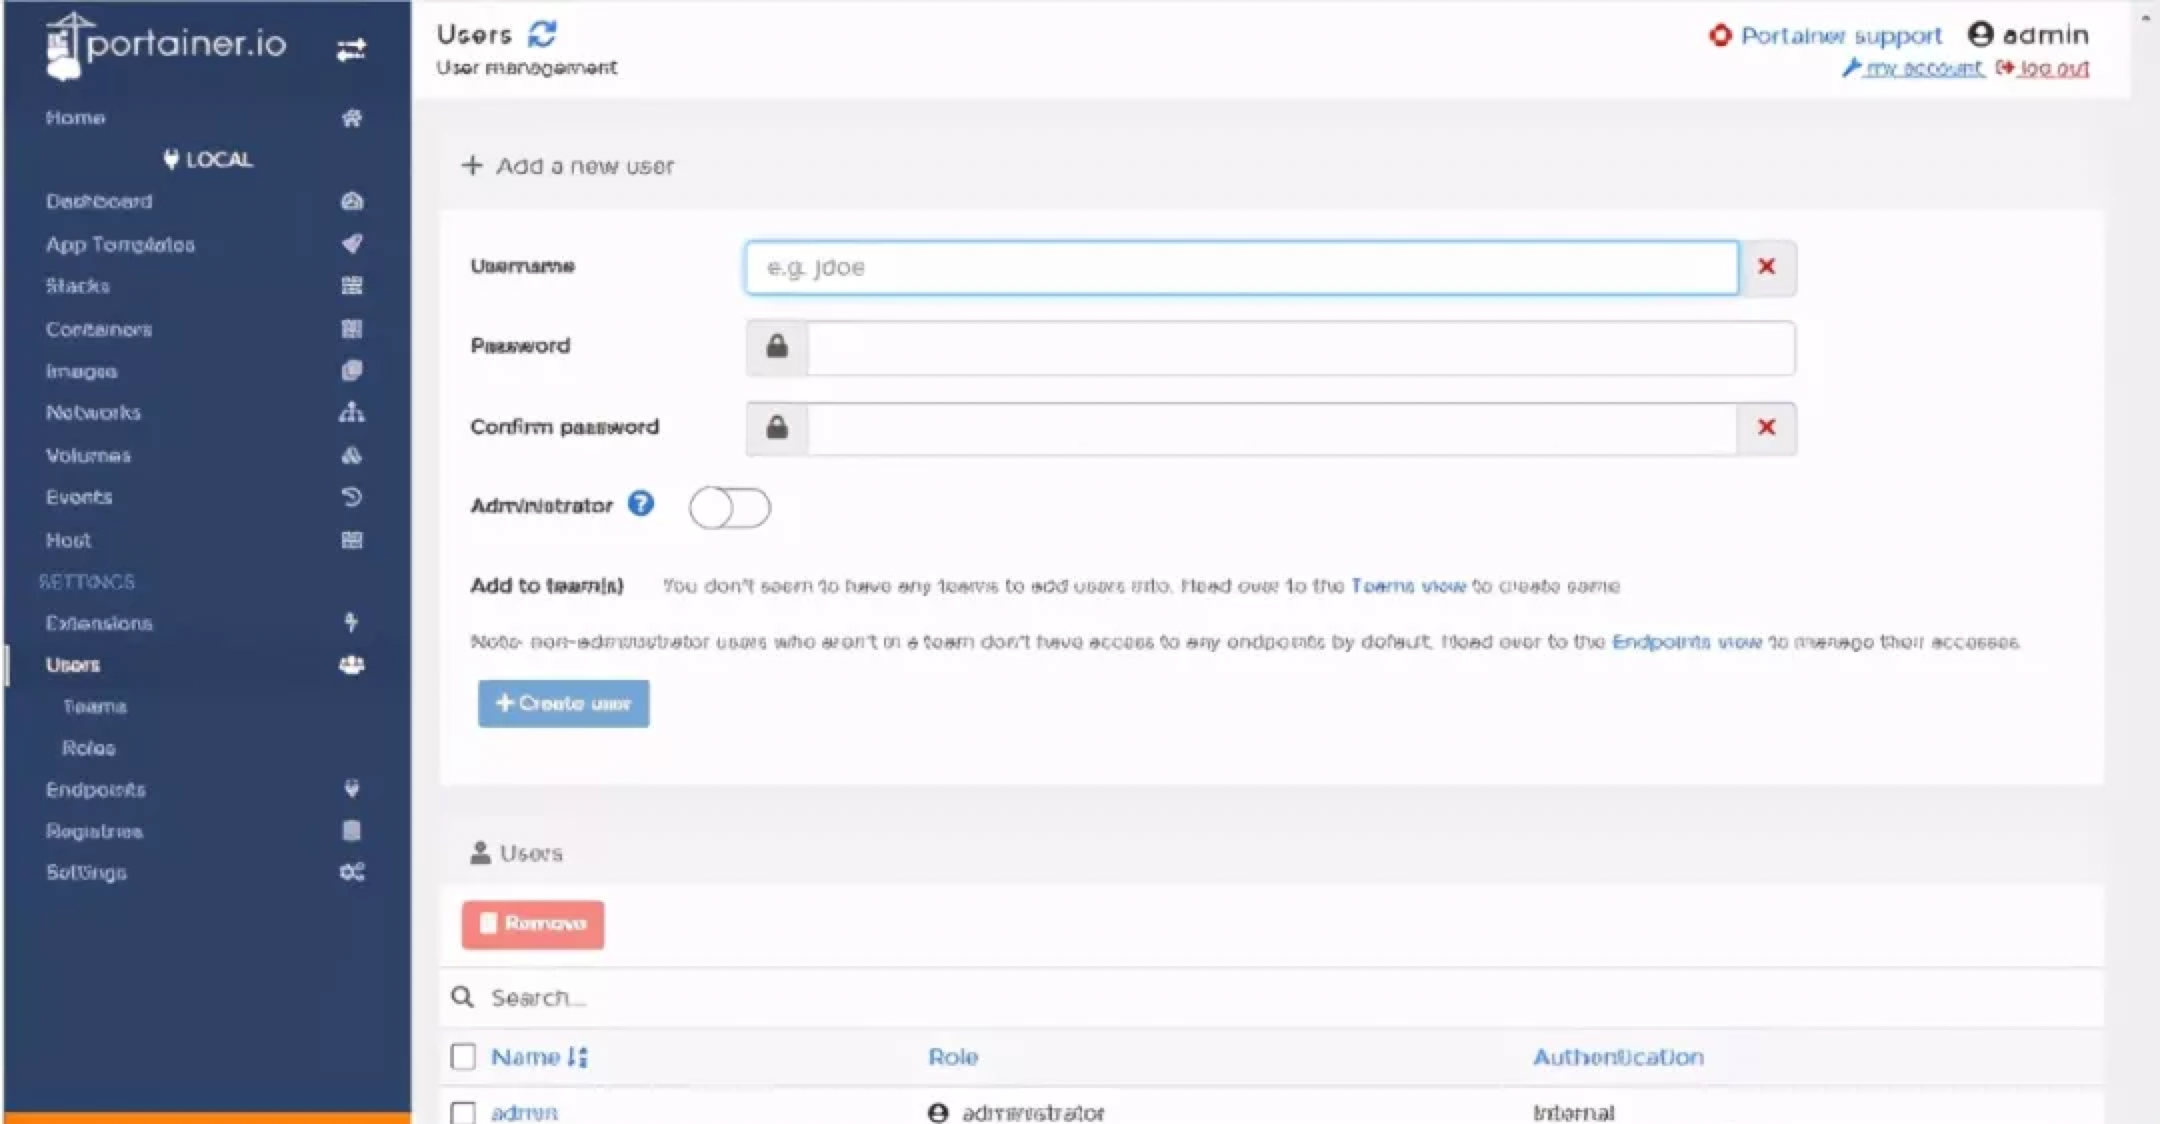 portainer.io
Home
LOCAL
Dashboard
App Templates
Stacks
Containers
Images
Networks
Volumes
Events
Host
SETTINGS
Extensions
Users
Teams
Roles
Endpoints
Registries
Settings
Users
User management
Portainer support admin
my account log out
+ Add a new user
Username e.g. jdoe
Password
Confirm password
Administrator ?
Add to team(s) You don't seem to have any teams to add users into. Head over to the Teams view to create some
Note: non-administrator users who aren't in a team don't have access to any endpoints by default. Head over to the Endpoints view to manage their accesses.
+ Create user
Users
Remove
Search...
Name Role Authentication
admin administrator Internal